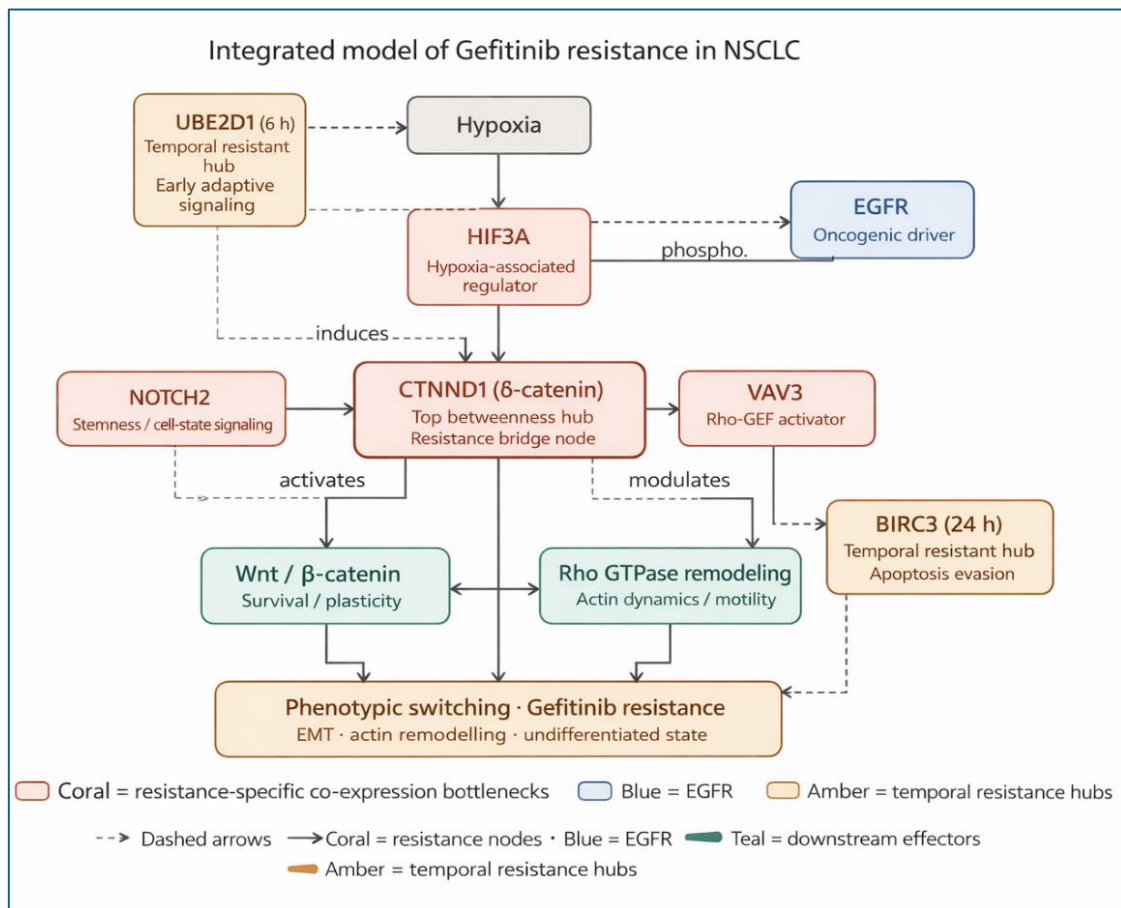 Integrated model of Gefitinib resistance in NSCLC
UBE2D1 (6 h)
Temporal resistant
hub
Early adaptive
signaling
Hypoxia
HIF3A
Hypoxia-associated
regulator
EGFR
Oncogenic driver
phospho.
induces
NOTCH2
Stemness / cell-state signaling
CTNND1 (δ-catenin)
Top betweenness hub
Resistance bridge node
VAV3
Rho-GEF activator
activates
modulates
BIRC3 (24 h)
Temporal resistant hub
Apoptosis evasion
Wnt / β-catenin
Survival / plasticity
Rho GTPase remodeling
Actin dynamics / motility
Phenotypic switching · Gefitinib resistance
EMT · actin remodelling · undifferentiated state
Coral = resistance-specific co-expression bottlenecks
Blue = EGFR
Amber = temporal resistance hubs
Dashed arrows
Coral = resistance nodes · Blue = EGFR
Teal = downstream effectors
Amber = temporal resistance hubs